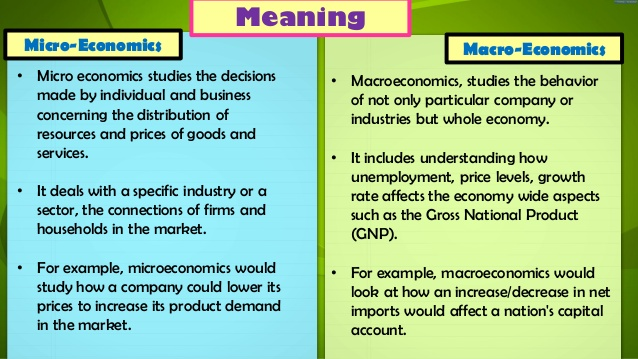 Meaning
Micro-Economics
• Micro economics studies the decisions
made by individual and business
concerning the distribution of
resources and prices of goods and
services.
• It deals with a specific industry or a
sector, the connections of firms and
households in the market.
• For example, microeconomics would
study how a company could lower its
prices to increase its product demand
in the market.
Macro-Economics
• Macroeconomics, studies the behavior
of not only particular company or
industries but whole economy.
• It includes understanding how
unemployment, price levels, growth
rate affects the economy wide aspects
such as the Gross National Product
(GNP).
• For example, macroeconomics would
look at how an increase/decrease in net
imports would affect a nation's capital
account.